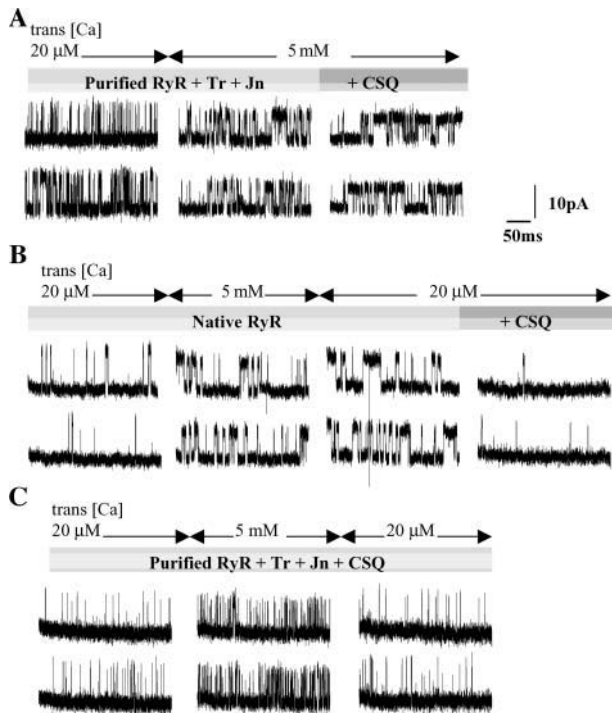 A
trans [Ca]
20 µM 5 mM
Purified RyR + Tr + Jn + CSQ
10pA
50ms
B
trans [Ca]
20 µM 5 mM 20 µM
Native RyR + CSQ
C
trans [Ca]
20 µM 5 mM 20 µM
Purified RyR + Tr + Jn + CSQ